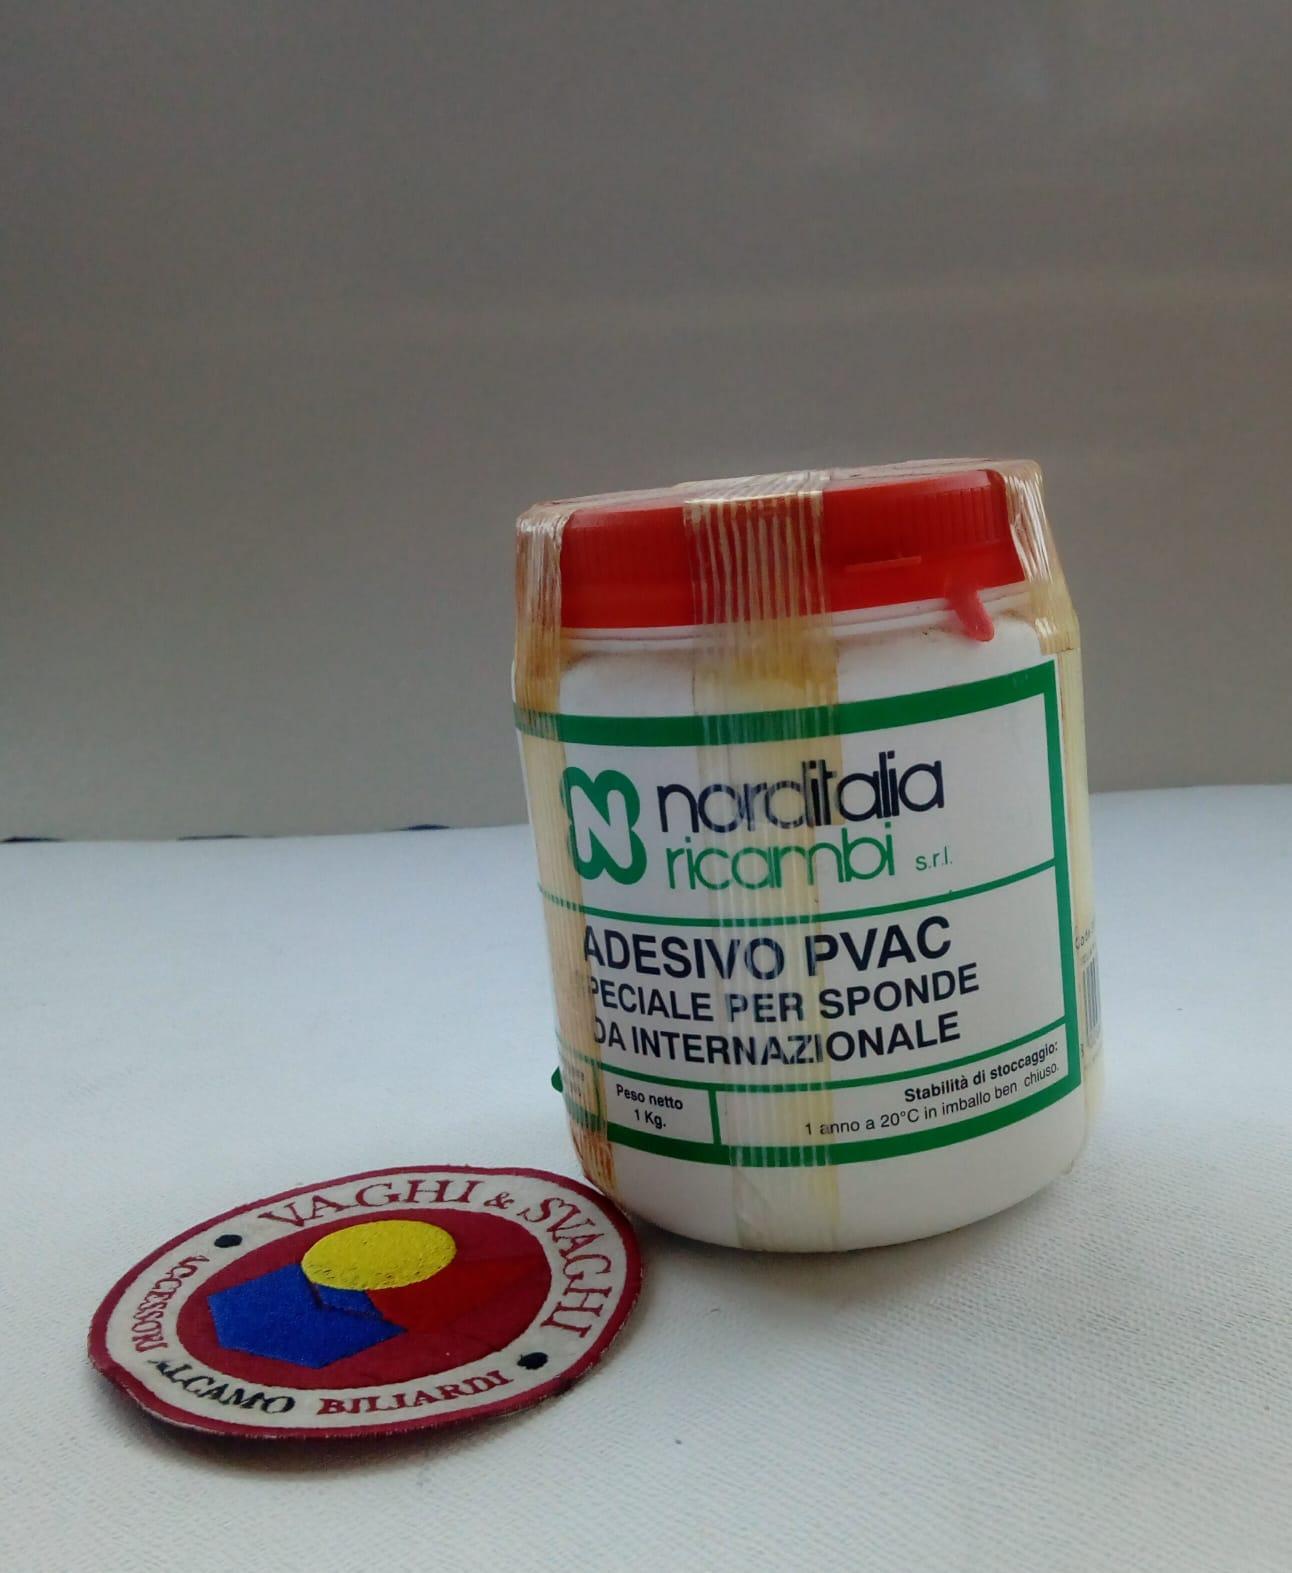 norditalia
ricambi s.r.l.
ADESIVO PVAC
SPECIALE PER SPONDE
DA INTERNAZIONALE
Peso netto
1 Kg.
Stabilità di stoccaggio:
1 anno a 20°C in imballo ben chiuso.
VAGHI & SVAGHI
ACCESSORI ALCAMO BILIARDI